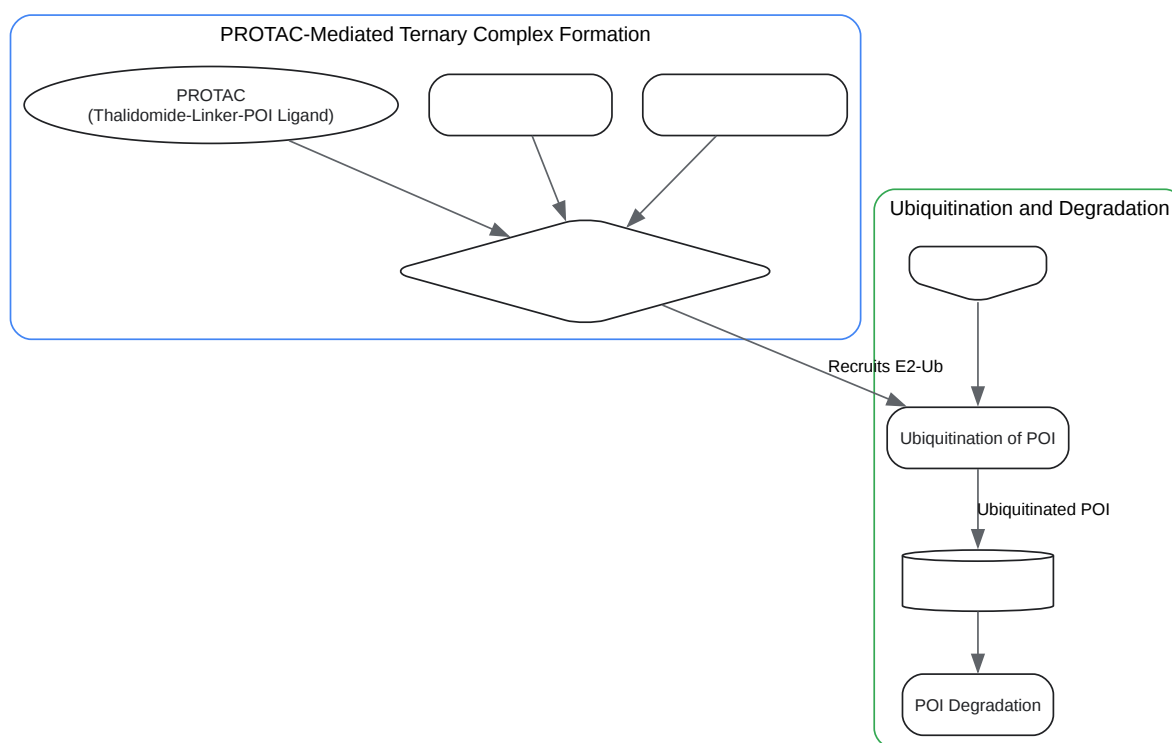 PROTAC-Mediated Ternary Complex Formation
PROTAC
(Thalidomide-Linker-POI Ligand)
Ubiquitination and Degradation
Recruits E2-Ub
Ubiquitination of POI
Ubiquitinated POI
POI Degradation